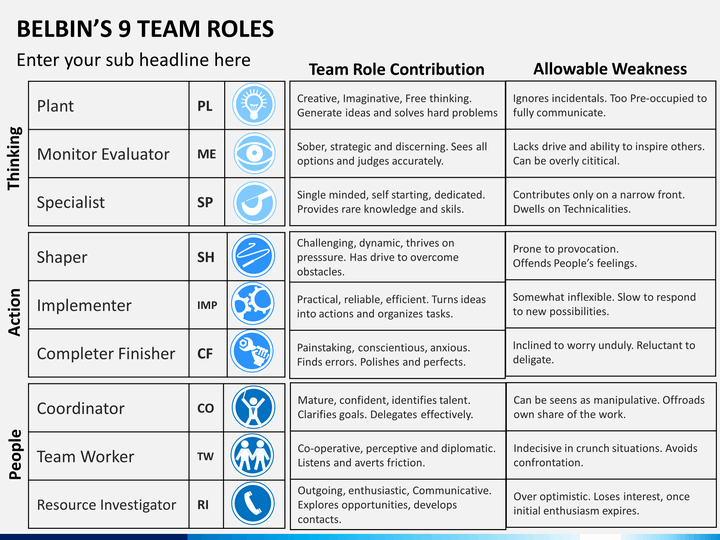 BELBIN’S 9 TEAM ROLES
Enter your sub headline here
Team Role Contribution
Allowable Weakness
Thinking
Plant
PL
Creative, Imaginative, Free thinking.
Generate ideas and solves hard problems
Ignores incidentals. Too Pre-occupied to
fully communicate.
Monitor Evaluator
ME
Sober, strategic and discerning. Sees all
options and judges accurately.
Lacks drive and ability to inspire others.
Can be overly cititical.
Specialist
SP
Single minded, self starting, dedicated.
Provides rare knowledge and skils.
Contributes only on a narrow front.
Dwells on Technicalities.
Action
Shaper
SH
Challenging, dynamic, thrives on
presssure. Has drive to overcome
obstacles.
Prone to provocation.
Offends People’s feelings.
Implementer
IMP
Practical, reliable, efficient. Turns ideas
into actions and organizes tasks.
Somewhat inflexible. Slow to respond
to new possibilities.
Completer Finisher
CF
Painstaking, conscientious, anxious.
Finds errors. Polishes and perfects.
Inclined to worry unduly. Reluctant to
deligate.
People
Coordinator
CO
Mature, confident, identifies talent.
Clarifies goals. Delegates effectively.
Can be seens as manipulative. Offroads
own share of the work.
Team Worker
TW
Co-operative, perceptive and diplomatic.
Listens and averts friction.
Indecisive in crunch situations. Avoids
confrontation.
Resource Investigator
RI
Outgoing, enthusiastic, Communicative.
Explores opportunities, develops
contacts.
Over optimistic. Loses interest, once
initial enthusiasm expires.